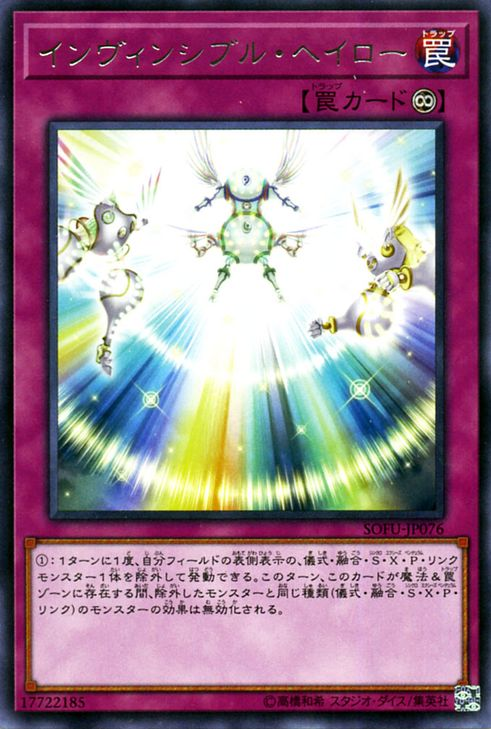 インヴィンシブル・ヘイロー 罠
【罠カード】
SOFU-JP076
①：1ターンに1度、自分フィールドの表側表示の、儀式・融合・S・X・P・リンク
モンスター1体を除外して発動できる。このターン、このカードが魔法＆罠
ゾーンに存在する間、除外したモンスターと同じ種類(儀式・融合・S・X・P・
リンク)のモンスターの効果は無効化される。
17722185
©高橋和希 スタジオ・ダイス/集英社